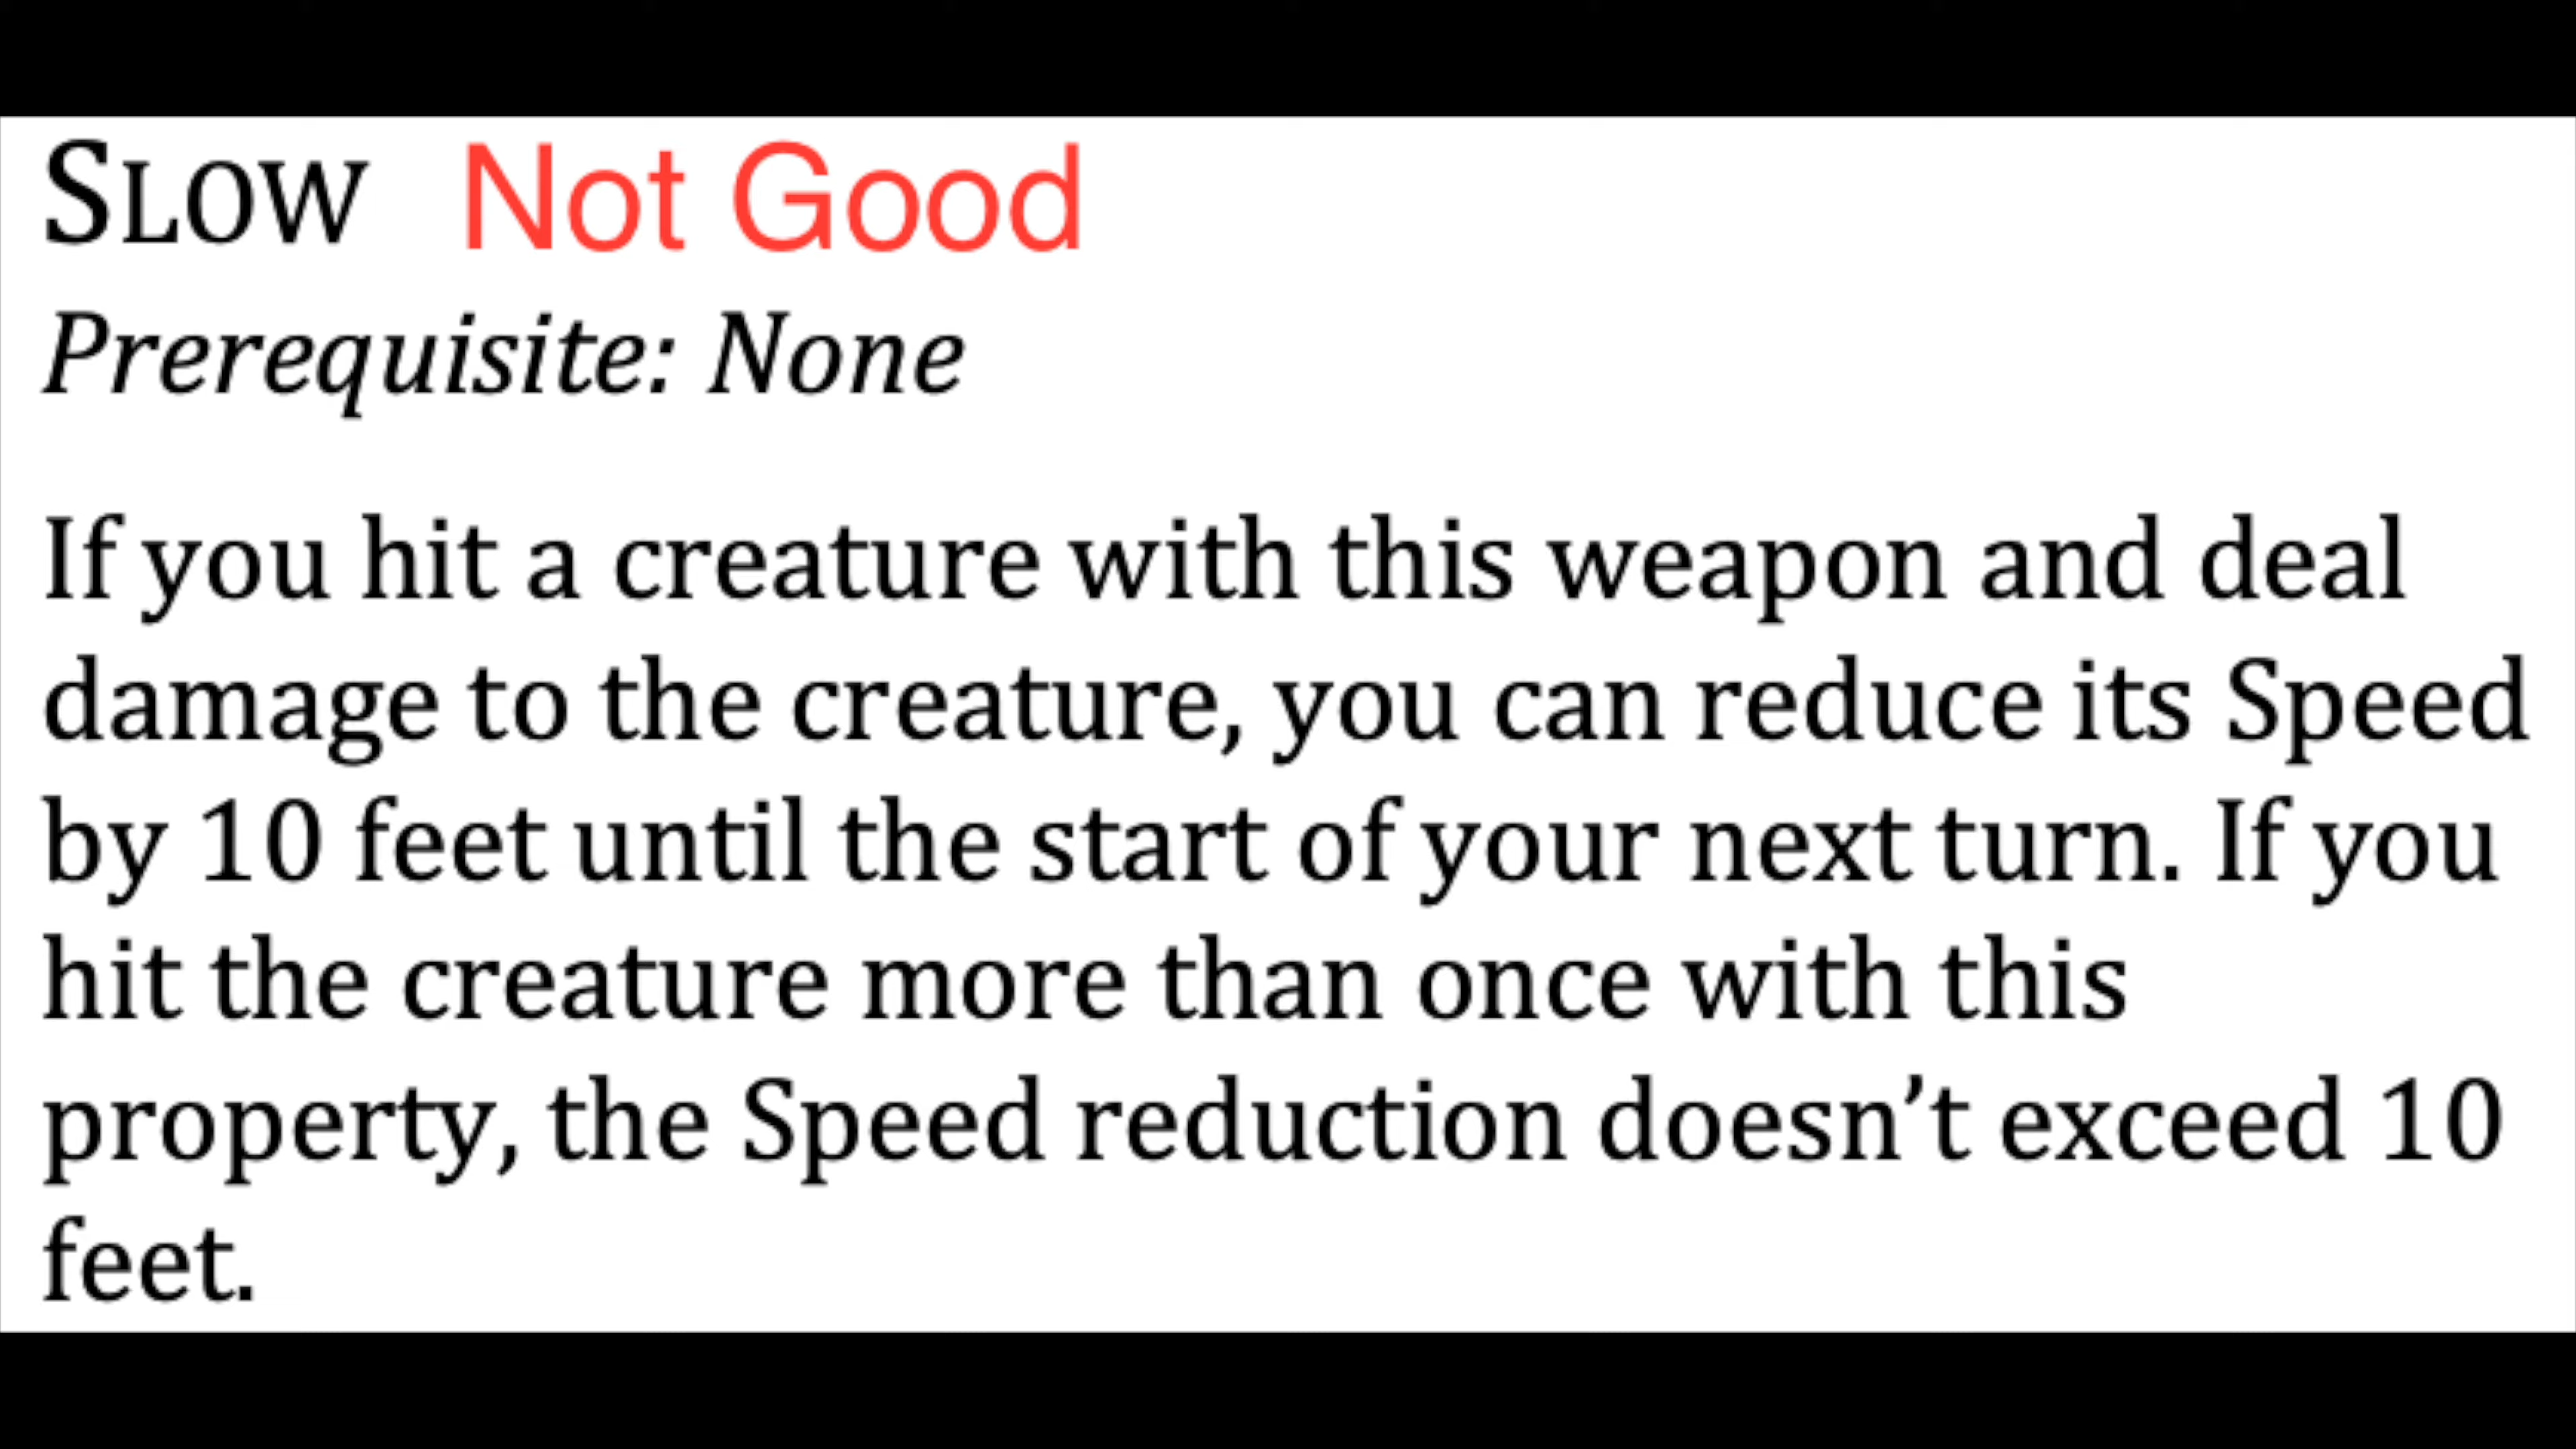 SLOW Not Good
Prerequisite: None
If you hit a creature with this weapon and deal
damage to the creature, you can reduce its Speed
by 10 feet until the start of your next turn. If you
hit the creature more than once with this
property, the Speed reduction doesn’t exceed 10
feet.